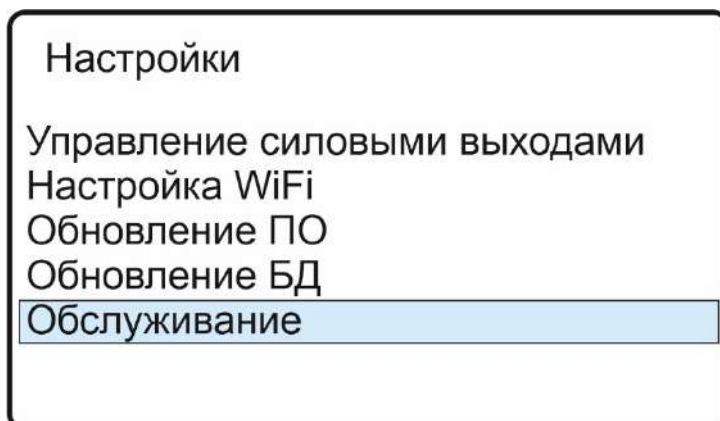 Настройки
Управление силовыми выходами
Настройка WiFi
Обновление ПО
Обновление БД
Обслуживание